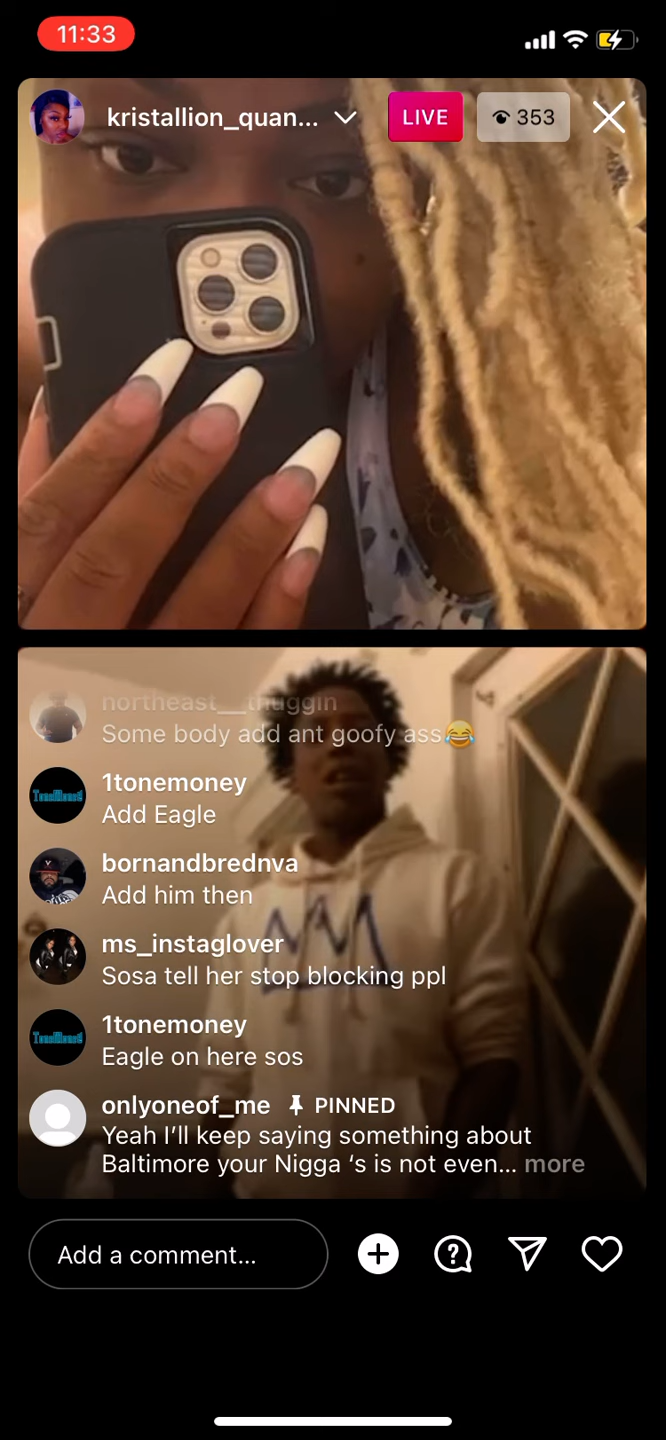 11:33
kristallion_quan...
LIVE
353
northeast__thuggin
Some body add ant goofy ass😂
1tonemoney
Add Eagle
bornandbrednva
Add him then
ms_instaglover
Sosa tell her stop blocking ppl
1tonemoney
Eagle on here sos
onlyoneof_me PINNED
Yeah I’ll keep saying something about
Baltimore your Nigga ‘s is not even... more
Add a comment...